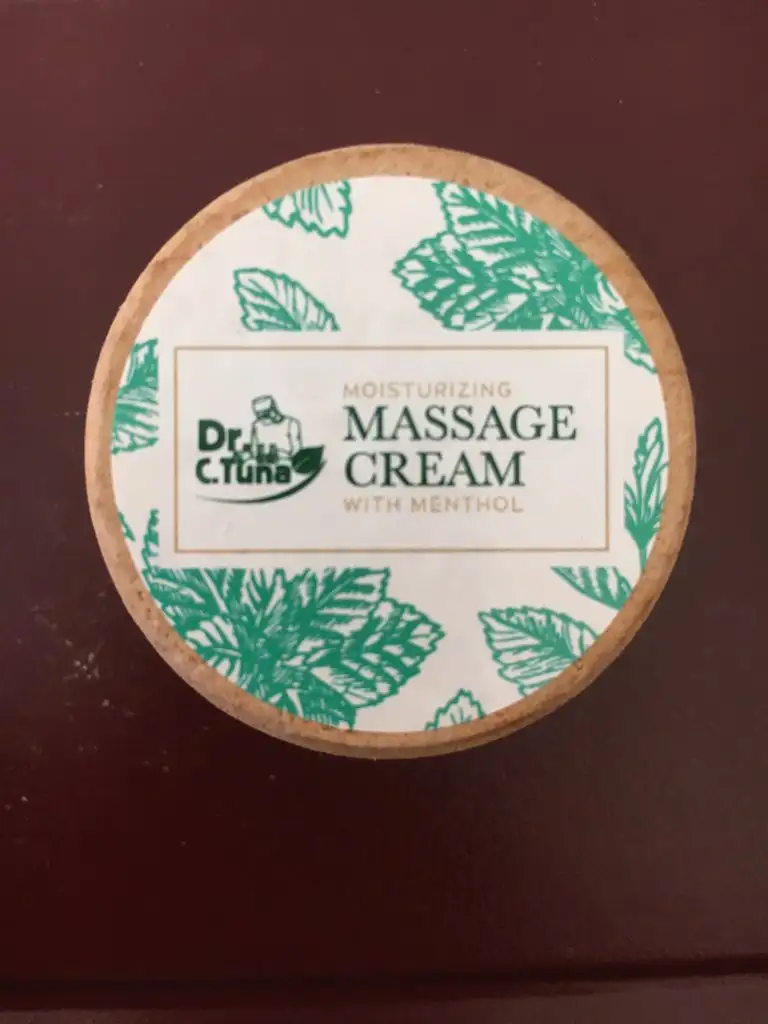 Dr.
C.Tuna
MOISTURIZING
MASSAGE
CREAM
WITH MENTHOL